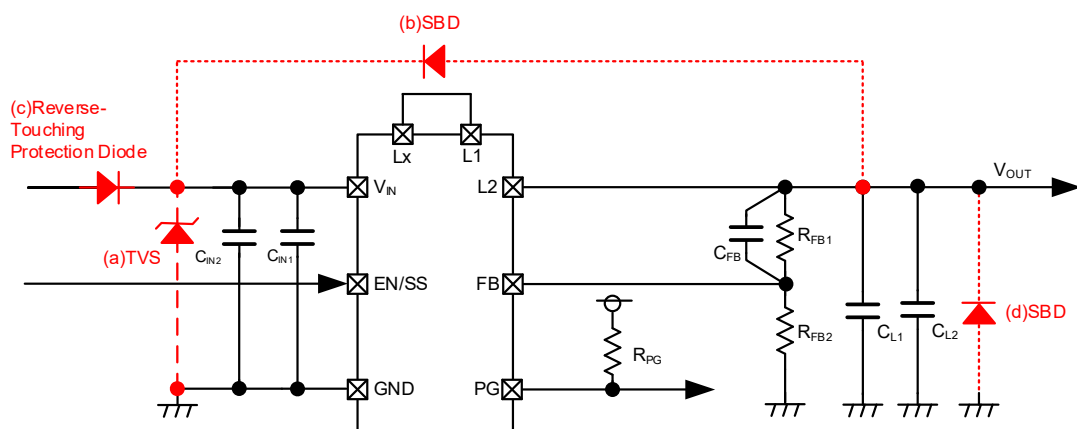 (b)SBD
(c)Reverse-
Touching
Protection Diode
Lx
L1
VIN
L2
VOUT
(a)TVS
CIN2
CIN1
CFB
RFB1
EN/SS
FB
RFB2
CL1
CL2
(d)SBD
RPG
GND
PG